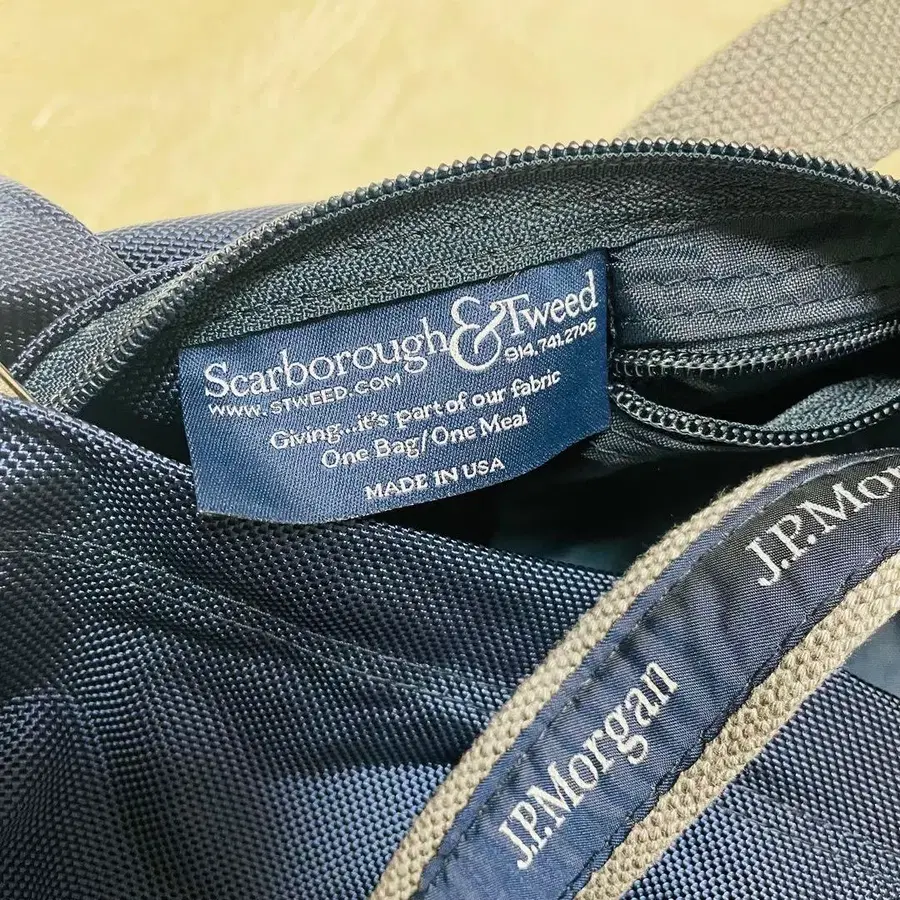 Scarborough & Tweed
WWW.STWEED.COM 914.741.2706
Giving...it's part of our fabric
One Bag/One Meal
MADE IN USA
J.P.Mor
J.P.Morgan